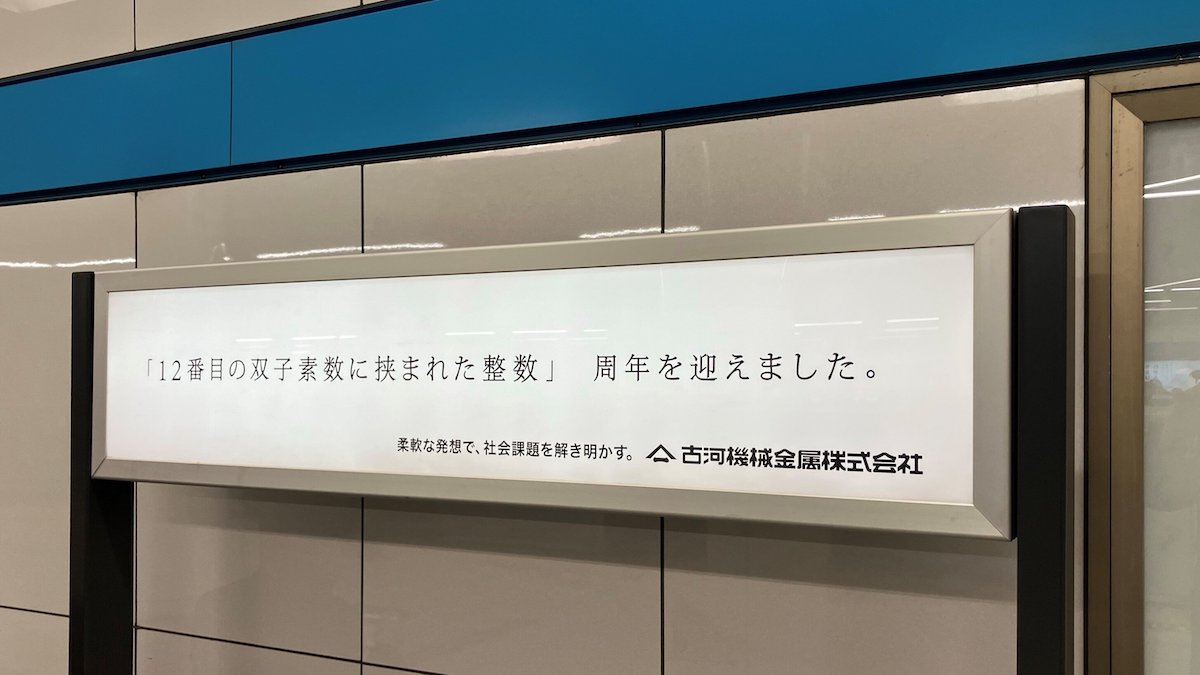 「12番目の双子素数に挟まれた整数」 周年を迎えました。
柔軟な発想で、社会課題を解き明かす。 古河機械金属株式会社